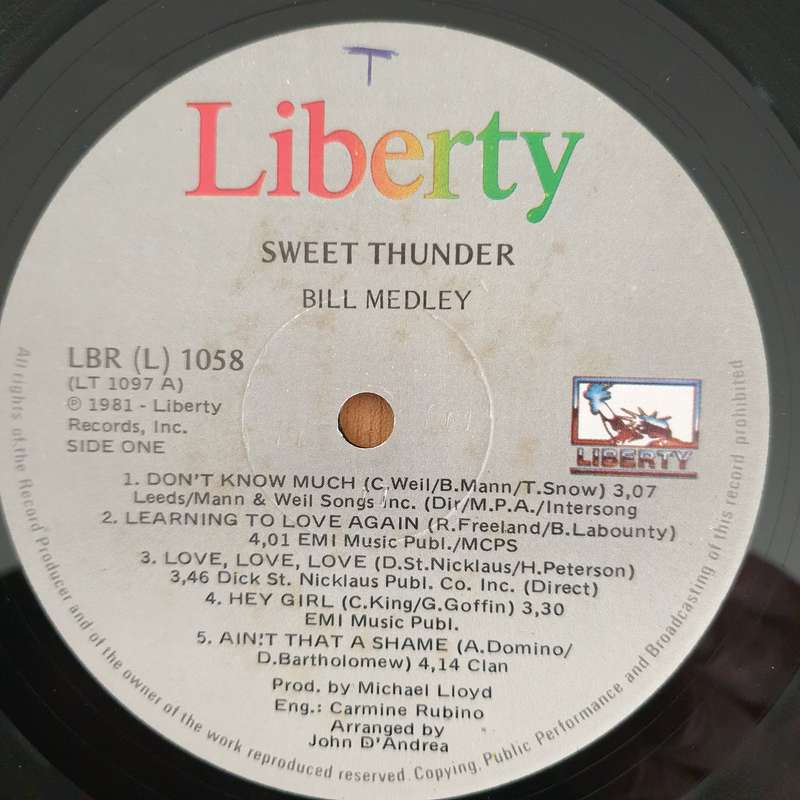 T
Liberty
SWEET THUNDER
BILL MEDLEY
LBR (L) 1058
(LT 1097 A)
℗ 1981 - Liberty
Records, Inc.
SIDE ONE
LIBERTY
1. DON'T KNOW MUCH (C.Weil/B.Mann/T.Snow) 3,07
Leeds/Mann & Weil Songs Inc. (Dir/M.P.A./Intersong
2. LEARNING TO LOVE AGAIN (R.Freeland/B.Labounty)
4,01 EMI Music Publ./MCPS
3. LOVE, LOVE, LOVE (D.St.Nicklaus/H.Peterson)
3,46 Dick St. Nicklaus Publ. Co. Inc. (Direct)
4. HEY GIRL (C.King/G.Goffin) 3,30
EMI Music Publ.
5. AIN'T THAT A SHAME (A.Domino/
D.Bartholomew) 4,14 Clan
Prod. by Michael Lloyd
Eng.: Carmine Rubino
Arranged by
John D'Andrea
All rights of the Record Producer and of the owner of the work reproduced reserved. Copying, Public Performance and Broadcasting of this record prohibited